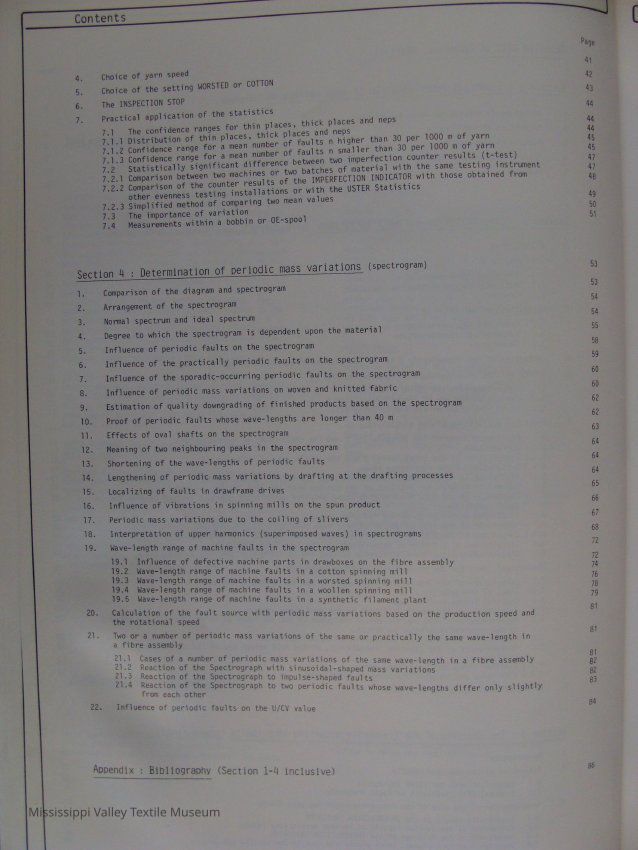 Contents
Page
4. Choice of yarn speed 41
5. Choice of the setting WORSTED or COTTON 42
6. The INSPECTION STOP 43
7. Practical application of the statistics 44
7.1 The confidence ranges for thin places, thick places and neps 44
7.1.1 Distribution of thin places, thick places and neps 44
7.1.2 Confidence range for a mean number of faults n higher than 30 per 1000 m of yarn 45
7.1.3 Confidence range for a mean number of faults n smaller than 30 per 1000 m of yarn 45
7.2 Statistically significant difference between two imperfection counter results (t-test) 47
7.2.1 Comparison between two machines or two batches of material with the same testing instrument 47
7.2.2 Comparison of the counter results of the IMPERFECTION INDICATOR with those obtained from 48
other evenness testing installations or with the USTER Statistics
7.2.3 Simplified method of comparing two mean values 49
7.3 The importance of variation 50
7.4 Measurements within a bobbin or OE-spool 51
Section 4 : Determination of periodic mass variations (spectrogram) 53
1. Comparison of the diagram and spectrogram 53
2. Arrangement of the spectrogram 54
3. Normal spectrum and ideal spectrum 54
4. Degree to which the spectrogram is dependent upon the material 55
5. Influence of periodic faults on the spectrogram 58
6. Influence of the practically periodic faults on the spectrogram 59
7. Influence of the sporadic-occurring periodic faults on the spectrogram 60
8. Influence of periodic mass variations on woven and knitted fabric 60
9. Estimation of quality downgrading of finished products based on the spectrogram 62
10. Proof of periodic faults whose wave-lengths are longer than 40 m 62
11. Effects of oval shafts on the spectrogram 63
12. Meaning of two neighbouring peaks in the spectrogram 64
13. Shortening of the wave-lengths of periodic faults 64
14. Lengthening of periodic mass variations by drafting at the drafting processes 64
15. Localizing of faults in drawframe drives 65
16. Influence of vibrations in spinning mills on the spun product 66
17. Periodic mass variations due to the coiling of slivers 67
18. Interpretation of upper harmonics (superimposed waves) in spectrograms 68
19. Wave-length range of machine faults in the spectrogram 72
19.1 Influence of defective machine parts in drawboxes on the fibre assembly 72
19.2 Wave-length range of machine faults in a cotton spinning mill 74
19.3 Wave-length range of machine faults in a worsted spinning mill 76
19.4 Wave-length range of machine faults in a woollen spinning mill 78
19.5 Wave-length range of machine faults in a synthetic filament plant 79
20. Calculation of the fault source with periodic mass variations based on the production speed and 81
the rotational speed
21. Two or a number of periodic mass variations of the same or practically the same wave-length in 81
a fibre assembly
21.1 Cases of a number of periodic mass variations of the same wave-length in a fibre assembly 81
21.2 Reaction of the Spectrograph with sinusoidal-shaped mass variations 82
21.3 Reaction of the Spectrograph to impulse-shaped faults 82
21.4 Reaction of the Spectrograph to two periodic faults whose wave-lengths differ only slightly 83
from each other
22. Influence of periodic faults on the U/CV value 84
Appendix : Bibliography (Section 1-4 inclusive) 86
Mississippi Valley Textile Museum